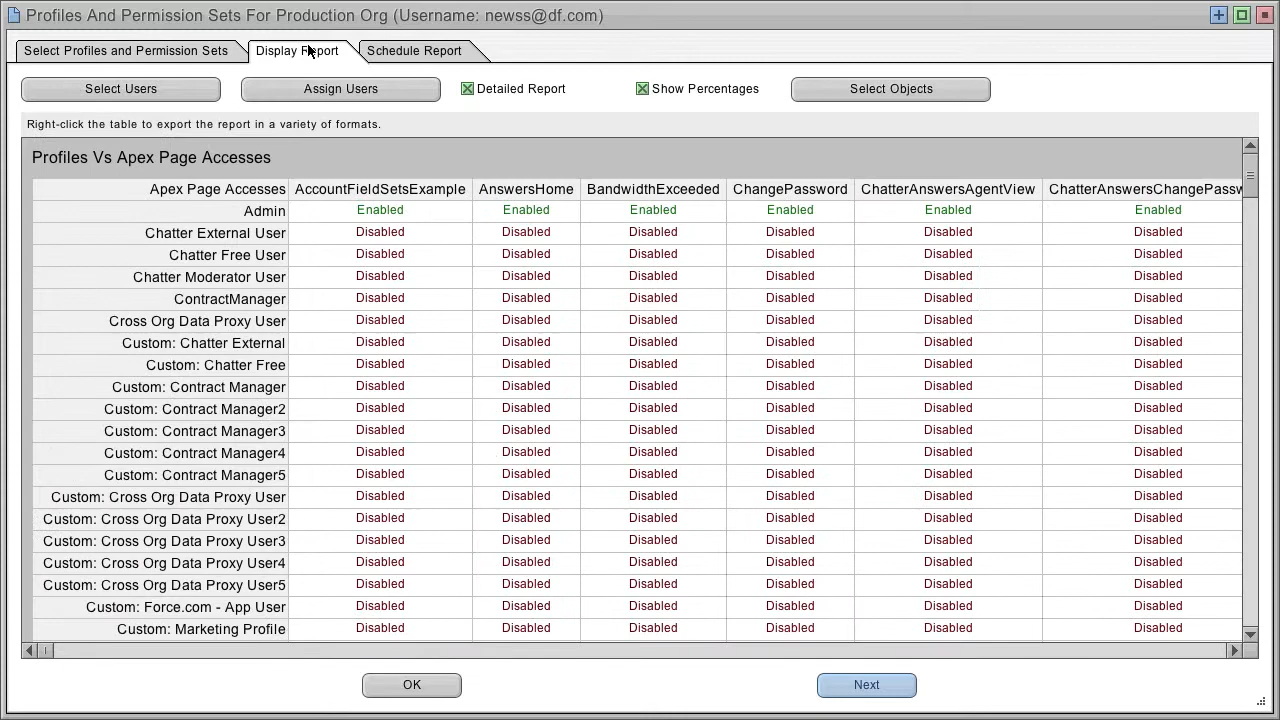 Profiles And Permission Sets For Production Org (Username: newss@df.com)
Select Profiles and Permission Sets Display Report Schedule Report
Select Users Assign Users Detailed Report Show Percentages Select Objects
Right-click the table to export the report in a variety of formats.
Profiles Vs Apex Page Accesses
Apex Page Accesses AccountFieldSetsExample AnswersHome BandwidthExceeded ChangePassword ChatterAnswersAgentView ChatterAnswersChangePassw
Admin Enabled Enabled Enabled Enabled Enabled Enabled
Chatter External User Disabled Disabled Disabled Disabled Disabled Disabled
Chatter Free User Disabled Disabled Disabled Disabled Disabled Disabled
Chatter Moderator User Disabled Disabled Disabled Disabled Disabled Disabled
ContractManager Disabled Disabled Disabled Disabled Disabled Disabled
Cross Org Data Proxy User Disabled Disabled Disabled Disabled Disabled Disabled
Custom: Chatter External Disabled Disabled Disabled Disabled Disabled Disabled
Custom: Chatter Free Disabled Disabled Disabled Disabled Disabled Disabled
Custom: Contract Manager Disabled Disabled Disabled Disabled Disabled Disabled
Custom: Contract Manager2 Disabled Disabled Disabled Disabled Disabled Disabled
Custom: Contract Manager3 Disabled Disabled Disabled Disabled Disabled Disabled
Custom: Contract Manager4 Disabled Disabled Disabled Disabled Disabled Disabled
Custom: Contract Manager5 Disabled Disabled Disabled Disabled Disabled Disabled
Custom: Cross Org Data Proxy User Disabled Disabled Disabled Disabled Disabled Disabled
Custom: Cross Org Data Proxy User2 Disabled Disabled Disabled Disabled Disabled Disabled
Custom: Cross Org Data Proxy User3 Disabled Disabled Disabled Disabled Disabled Disabled
Custom: Cross Org Data Proxy User4 Disabled Disabled Disabled Disabled Disabled Disabled
Custom: Cross Org Data Proxy User5 Disabled Disabled Disabled Disabled Disabled Disabled
Custom: Force.com - App User Disabled Disabled Disabled Disabled Disabled Disabled
Custom: Marketing Profile Disabled Disabled Disabled Disabled Disabled Disabled
OK Next